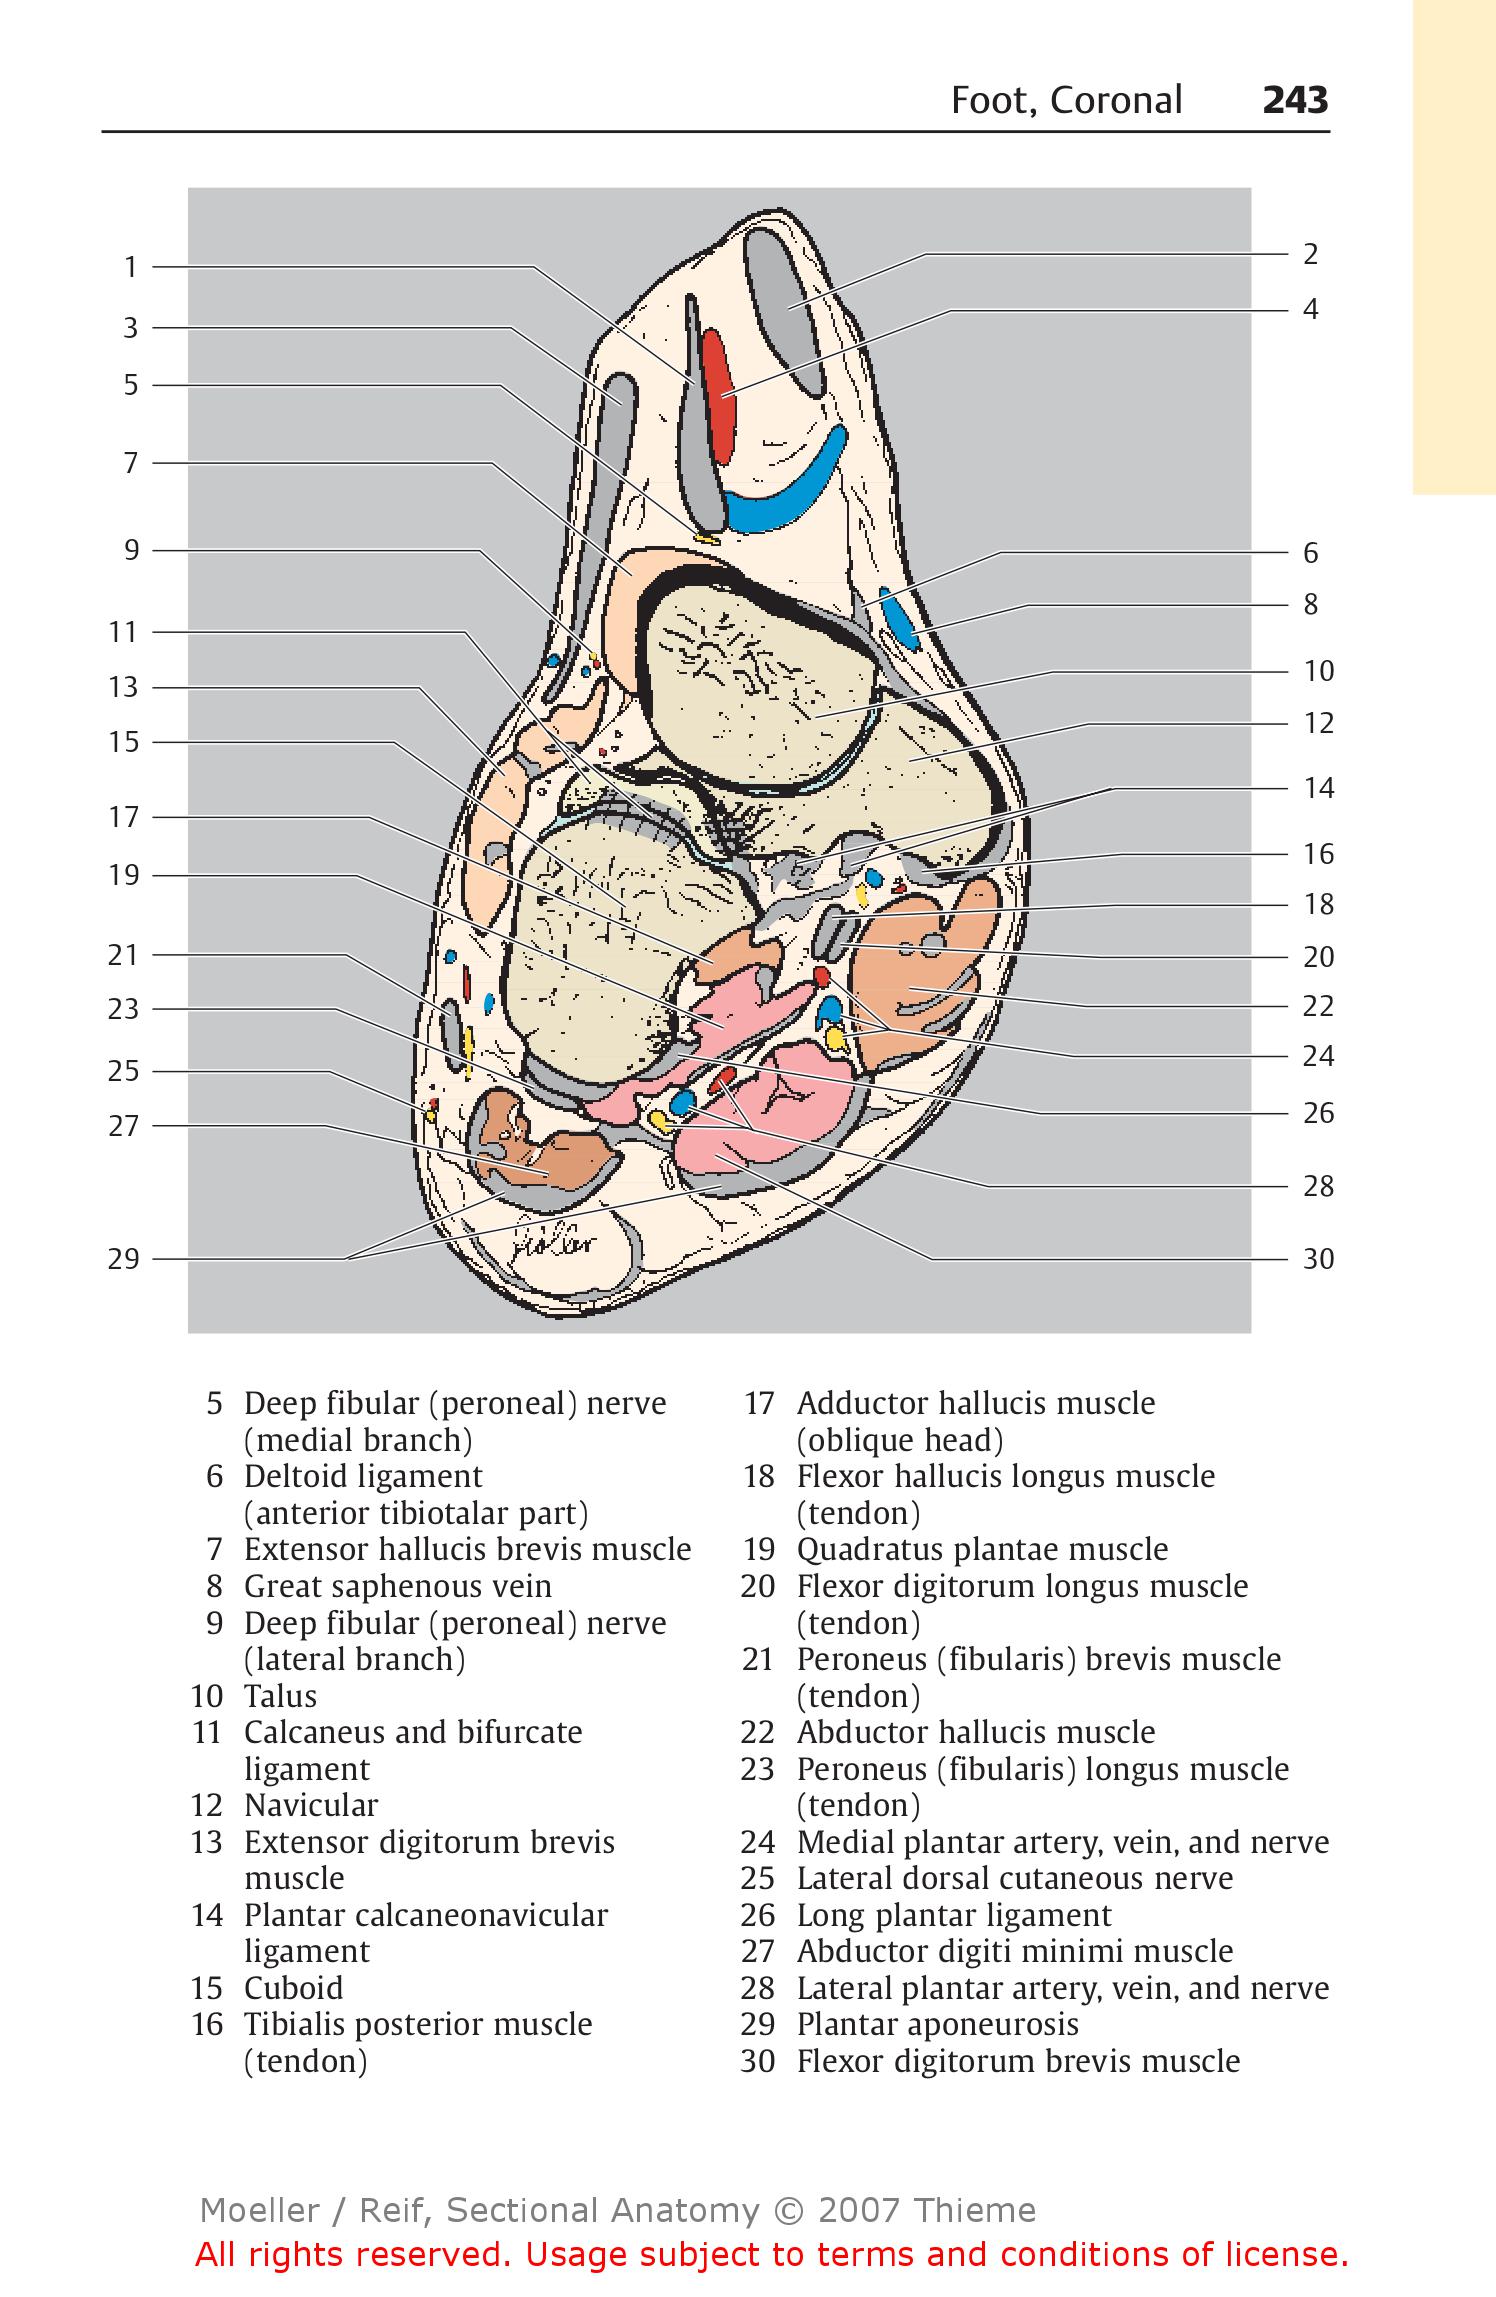 Foot, Coronal 243
1
2
3
4
5
7
9
6
8
11
10
13
12
15
14
17
16
19
18
21
20
23
22
25
24
27
26
28
29
30
5 Deep fibular (peroneal) nerve
(medial branch)
6 Deltoid ligament
(anterior tibiotalar part)
7 Extensor hallucis brevis muscle
8 Great saphenous vein
9 Deep fibular (peroneal) nerve
(lateral branch)
10 Talus
11 Calcaneus and bifurcate
ligament
12 Navicular
13 Extensor digitorum brevis
muscle
14 Plantar calcaneonavicular
ligament
15 Cuboid
16 Tibialis posterior muscle
(tendon)
17 Adductor hallucis muscle
(oblique head)
18 Flexor hallucis longus muscle
(tendon)
19 Quadratus plantae muscle
20 Flexor digitorum longus muscle
(tendon)
21 Peroneus (fibularis) brevis muscle
(tendon)
22 Abductor hallucis muscle
23 Peroneus (fibularis) longus muscle
(tendon)
24 Medial plantar artery, vein, and nerve
25 Lateral dorsal cutaneous nerve
26 Long plantar ligament
27 Abductor digiti minimi muscle
28 Lateral plantar artery, vein, and nerve
29 Plantar aponeurosis
30 Flexor digitorum brevis muscle
Moeller / Reif, Sectional Anatomy © 2007 Thieme
All rights reserved. Usage subject to terms and conditions of license.